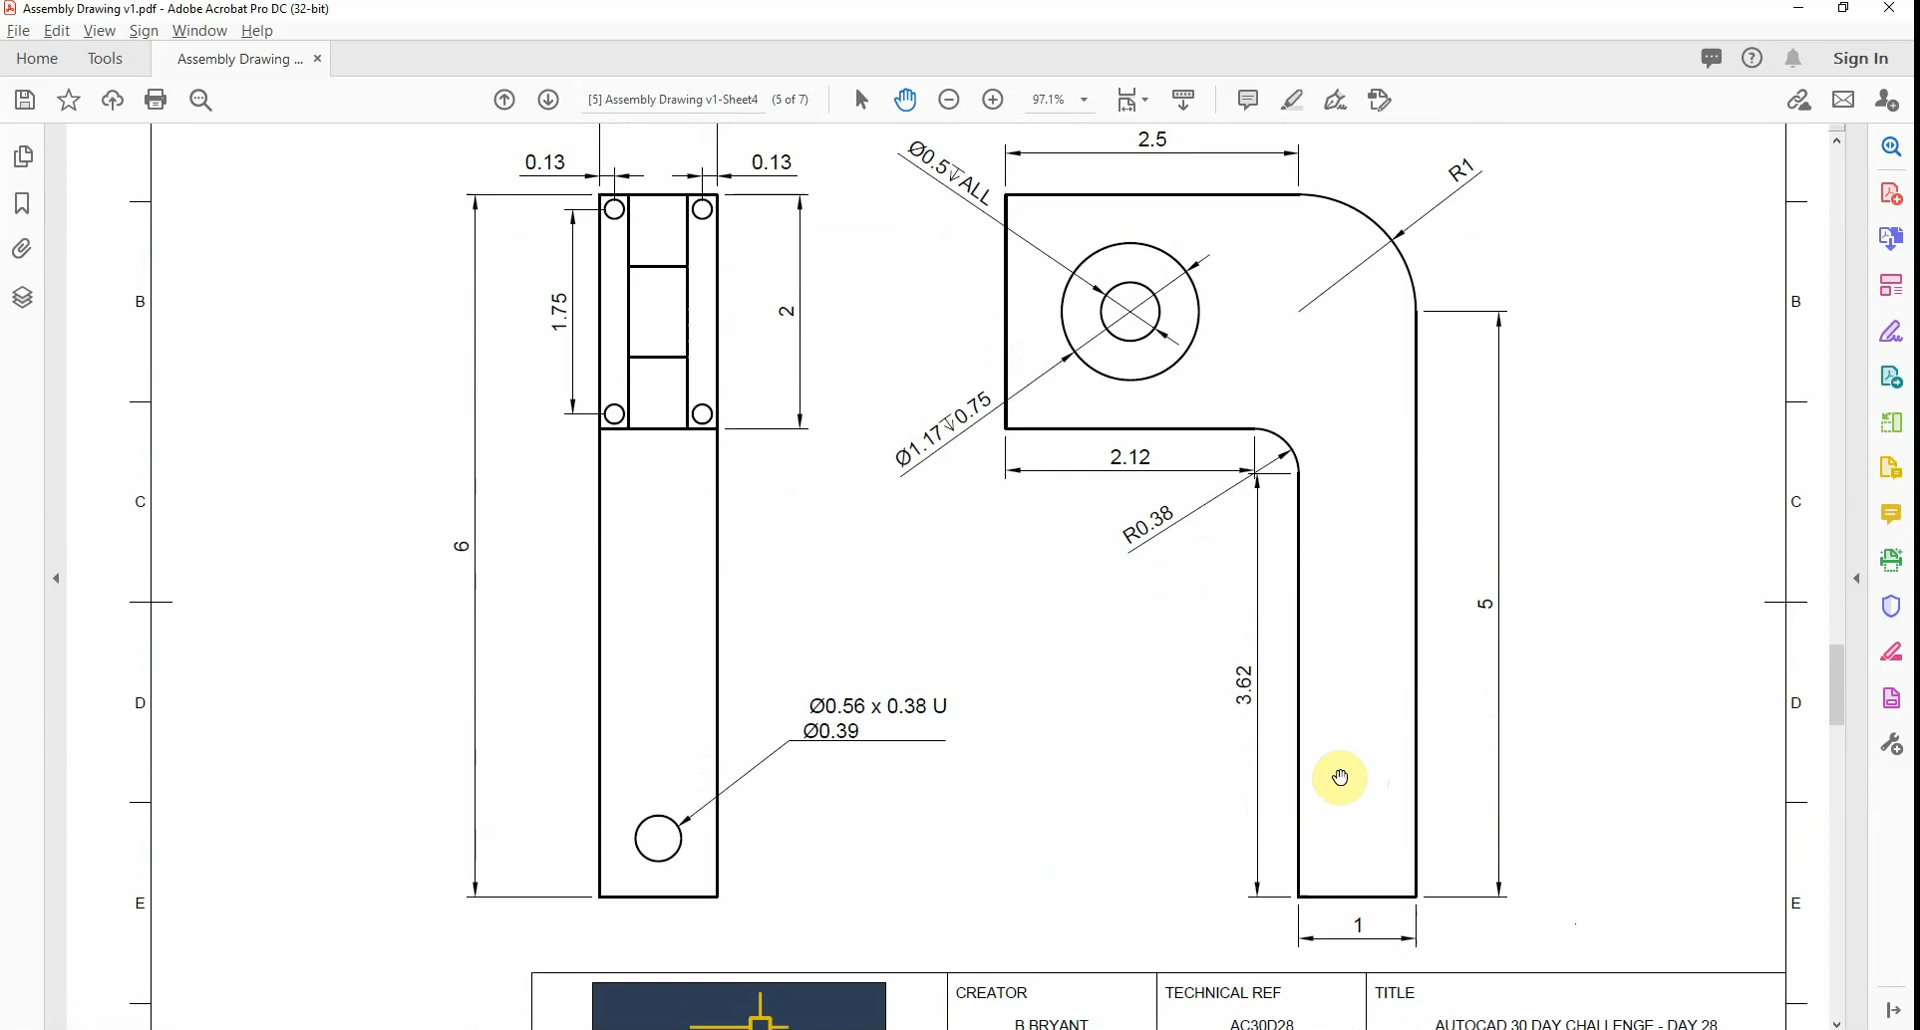 Assembly Drawing v1.pdf - Adobe Acrobat Pro DC (32-bit)
File Edit View Sign Window Help
Home Tools Assembly Drawing ... × Sign In
[5] Assembly Drawing v1-Sheet4 (5 of 7) 97.1%
0.13 0.13
Ø0.5↧ALL
2.5
R1
B B
1.75
2
Ø1.17↧0.75
2.12
R0.38
C C
6
5
3.62
D D
Ø0.56 x 0.38 U
Ø0.39
E E
1
CREATOR TECHNICAL REF TITLE
B BRYANT AC30D28 AUTOCAD 30 DAY CHALLENGE - DAY 28